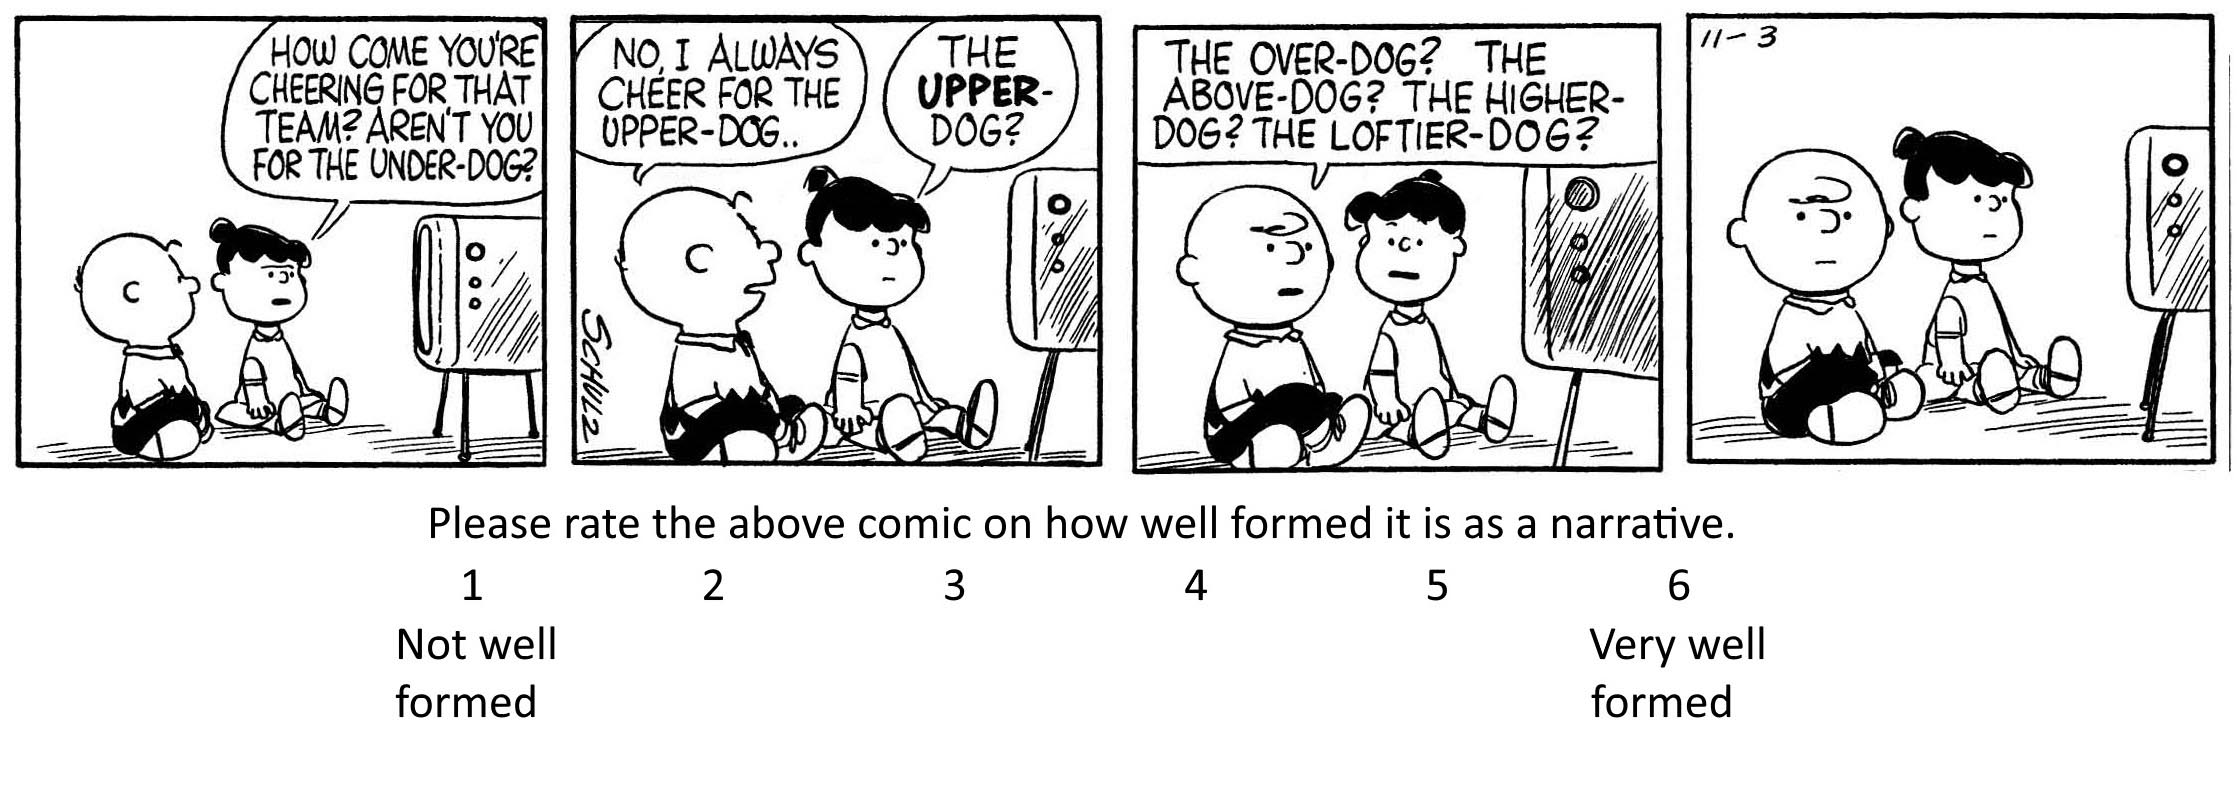 HOW COME YOU'RE
CHEERING FOR THAT
TEAM? AREN'T YOU
FOR THE UNDER-DOG?
NO, I ALWAYS
CHEER FOR THE
UPPER-DOG..
THE
UPPER-
DOG?
SCHULZ
THE OVER-DOG? THE
ABOVE-DOG? THE HIGHER-
DOG? THE LOFTIER-DOG?
11-3
Please rate the above comic on how well formed it is as a narrative.
1 2 3 4 5 6
Not well
formed
Very well
formed